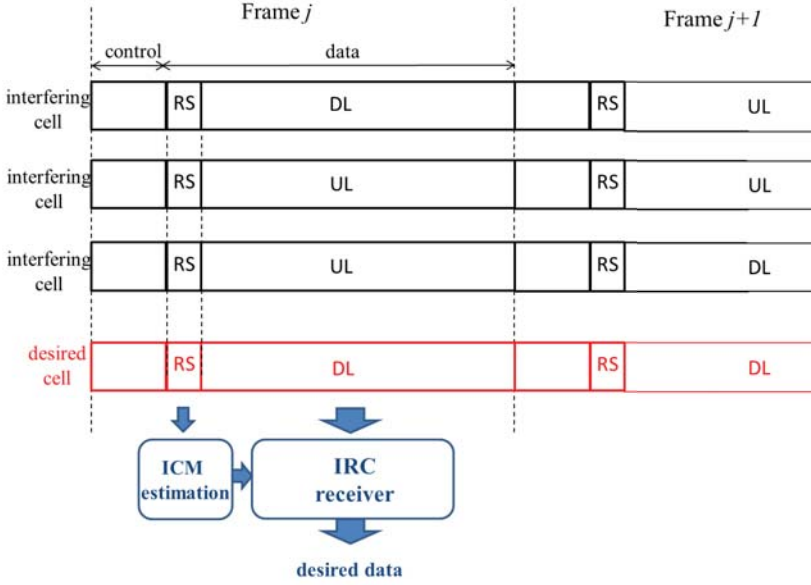 Frame j
Frame j+1
control
data
interfering
cell
RS
DL
RS
UL
interfering
cell
RS
UL
RS
UL
interfering
cell
RS
UL
RS
DL
desired
cell
RS
DL
RS
DL
ICM
estimation
IRC
receiver
desired data